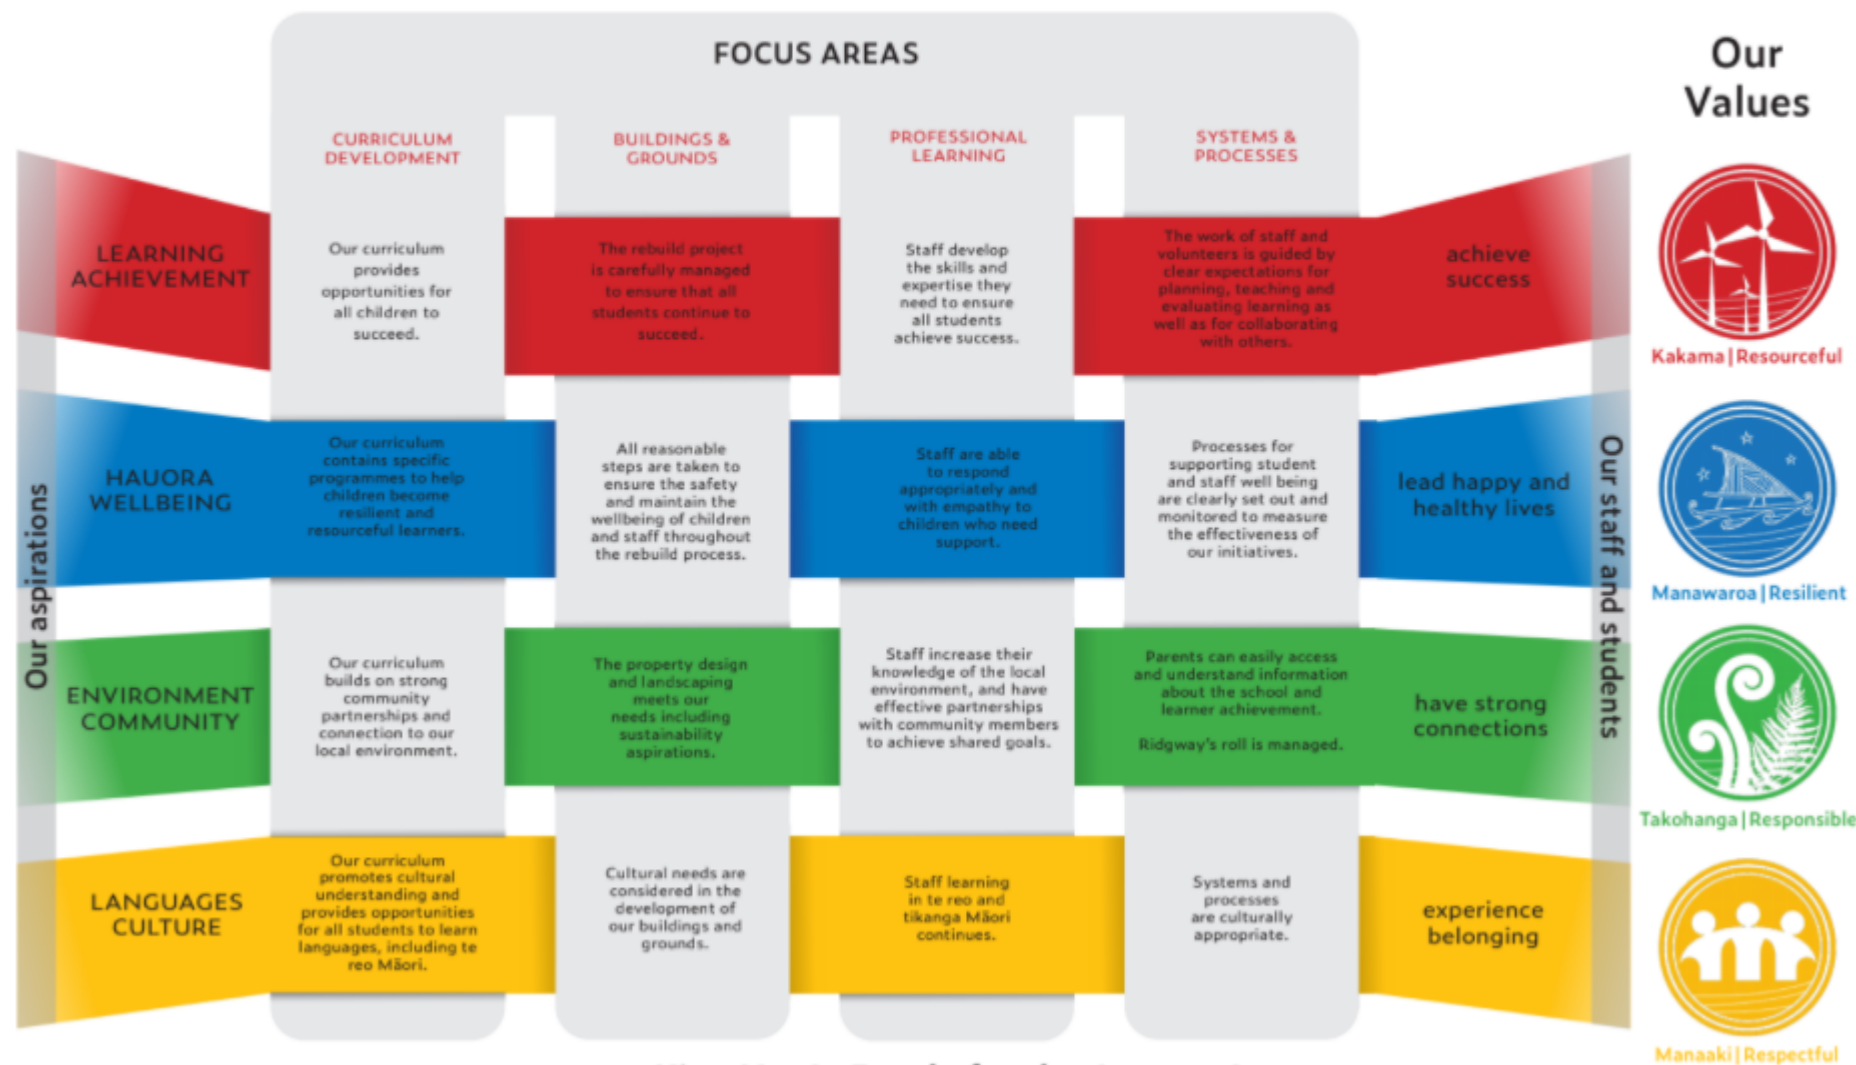 FOCUS AREAS
Our
Values
CURRICULUM
DEVELOPMENT
BUILDINGS &
GROUNDS
PROFESSIONAL
LEARNING
SYSTEMS &
PROCESSES
Our aspirations
LEARNING
ACHIEVEMENT
Our curriculum
provides
opportunities for
all children to
succeed.
The rebuild project
is carefully managed
to ensure that all
students continue to
succeed.
Staff develop
the skills and
expertise they
need to ensure
all students
achieve success.
The work of staff and
volunteers is guided by
clear expectations for
planning, teaching and
evaluating learning as
well as for collaborating
with others.
achieve
success
HAUORA
WELLBEING
Our curriculum
contains specific
programmes to help
children become
resilient and
resourceful learners.
All reasonable
steps are taken to
ensure the safety
and maintain the
wellbeing of children
and staff throughout
the rebuild process.
Staff are able
to respond
appropriately and
with empathy to
children who need
support.
Processes for
supporting student
and staff well being
are clearly set out and
monitored to measure
the effectiveness of
our initiatives.
lead happy and
healthy lives
ENVIRONMENT
COMMUNITY
Our curriculum
builds on strong
community
partnerships and
connection to our
local environment.
The property design
and landscaping
meets our
needs including
sustainability
aspirations.
Staff increase their
knowledge of the local
environment, and have
effective partnerships
with community members
to achieve shared goals.
Parents can easily access
and understand information
about the school and
learner achievement.
Ridgway's roll is managed.
have strong
connections
LANGUAGES
CULTURE
Our curriculum
promotes cultural
understanding and
provides opportunities
for all students to learn
languages, including te
reo Māori.
Cultural needs are
considered in the
development of
our buildings and
grounds.
Staff learning
in te reo and
tikanga Māori
continues.
Systems and
processes
are culturally
appropriate.
experience
belonging
Our staff and students
Kakama | Resourceful
Manawaroa | Resilient
Takohanga | Responsible
Manaaki | Respectful